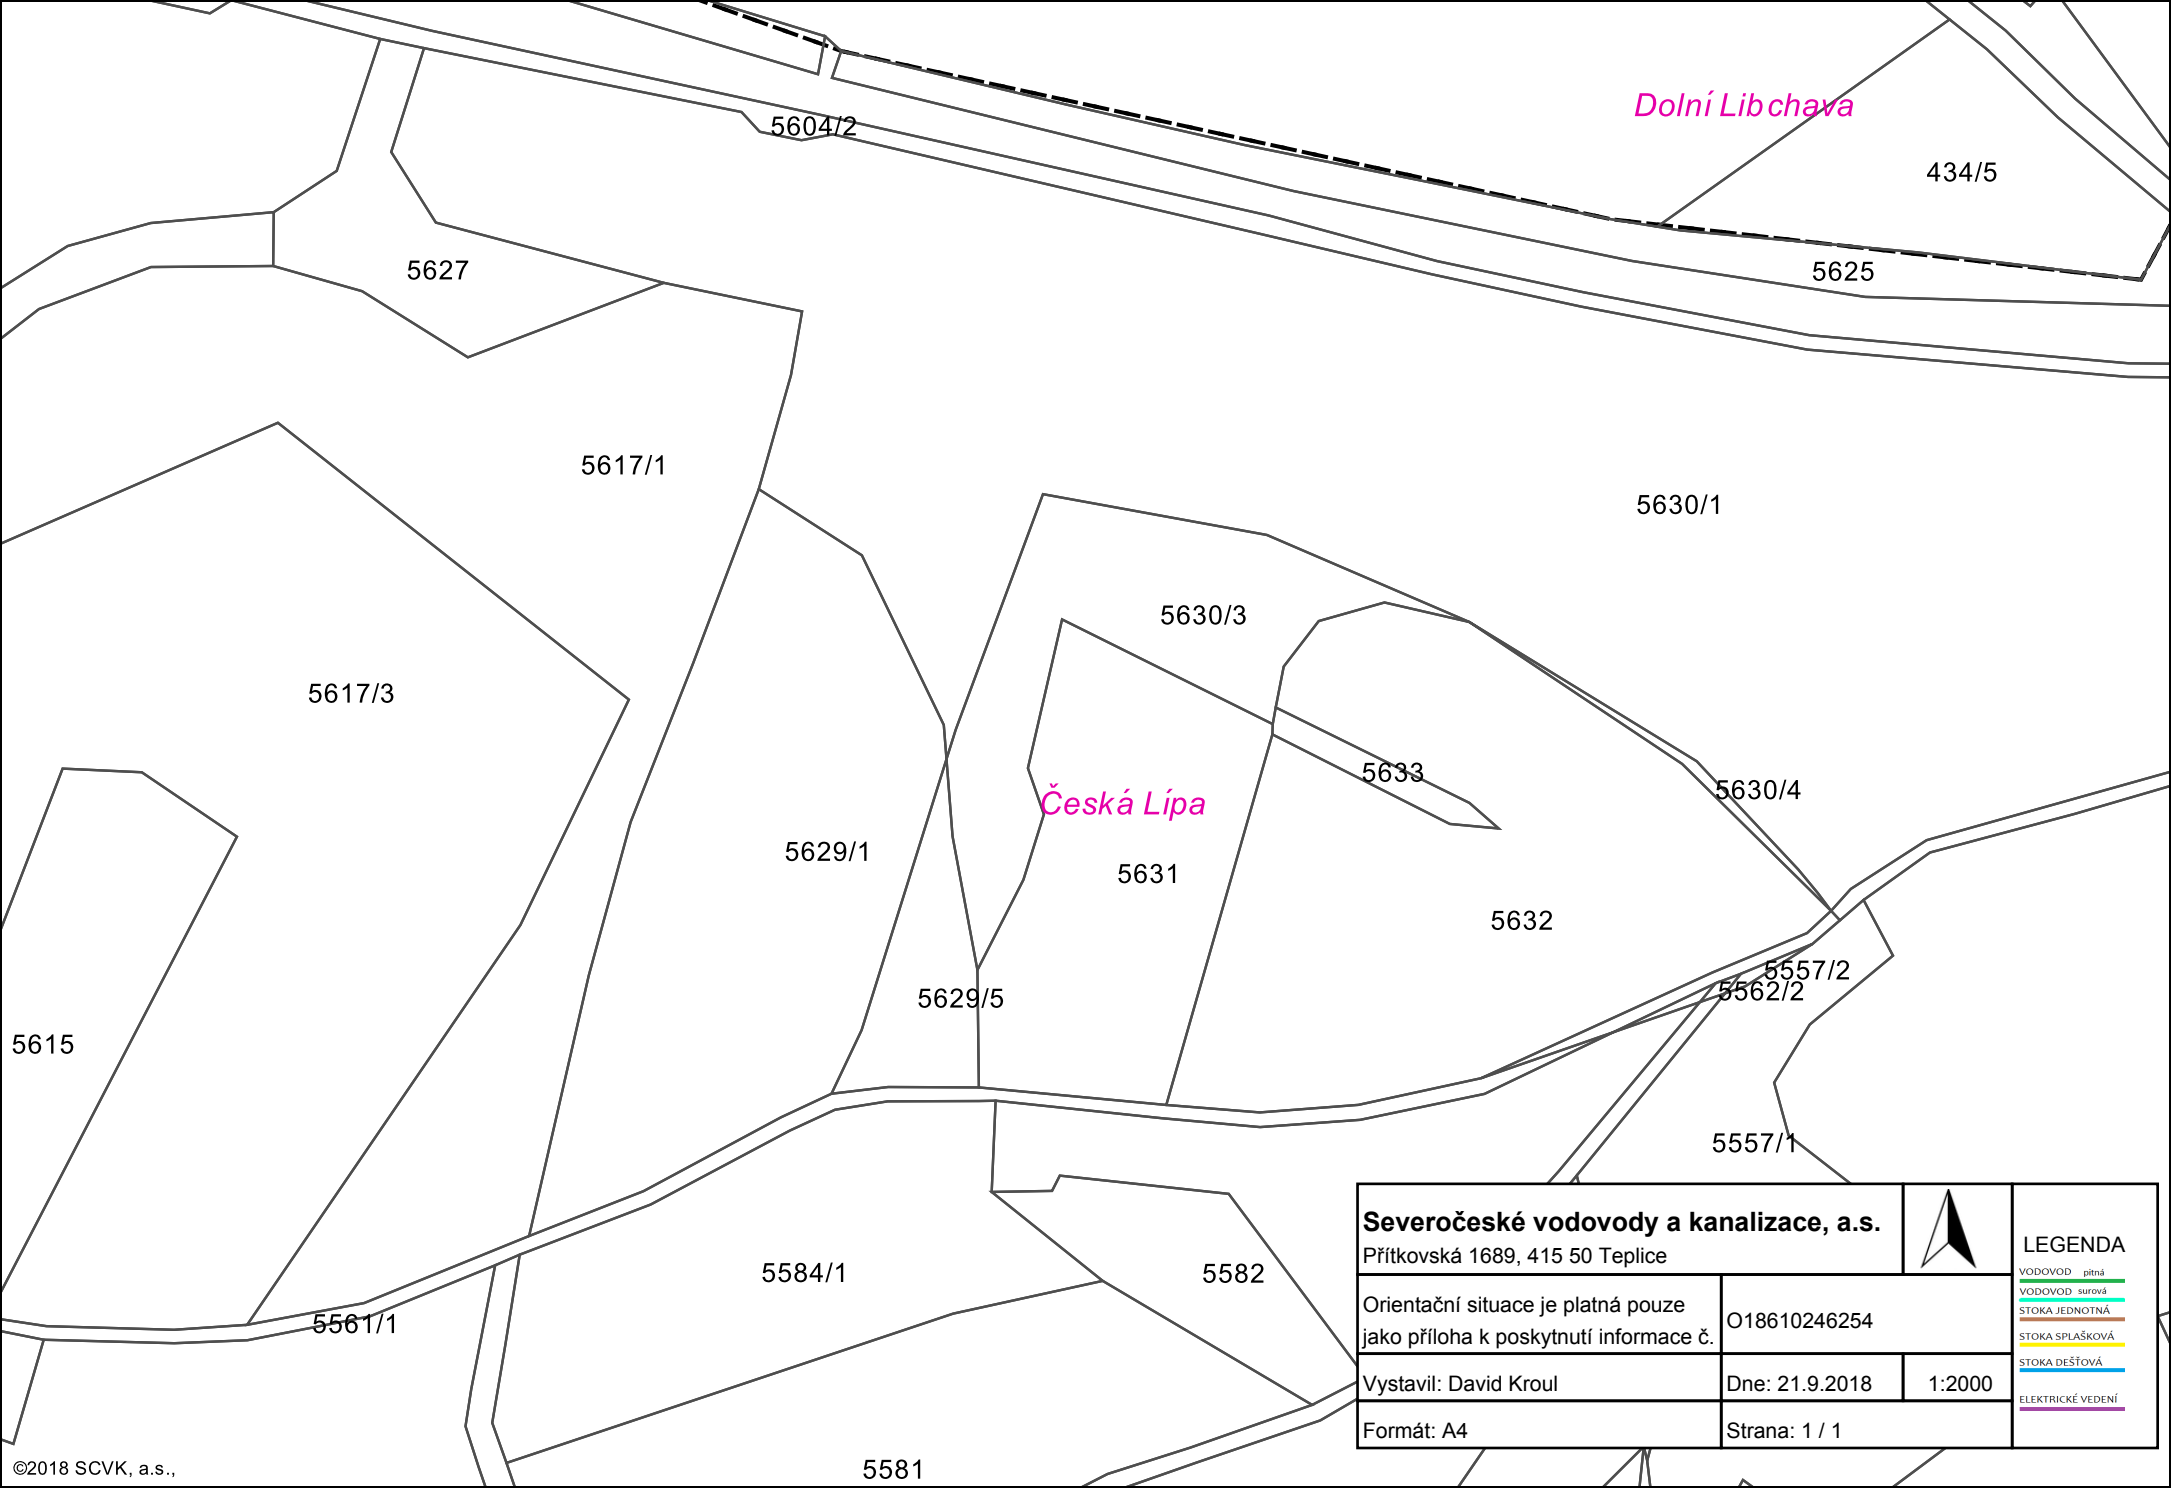 Dolní Libchava
5604/2
434/5
5627
5625
5617/1
5630/1
5630/3
5617/3
5633
5630/4
Česká Lípa
5629/1
5631
5632
5557/2
5562/2
5629/5
5615
5557/1
5584/1
5582
5561/1
5581
©2018 SCVK, a.s.,
Severočeské vodovody a kanalizace, a.s.
Přítkovská 1689, 415 50 Teplice
Orientační situace je platná pouze
jako příloha k poskytnutí informace č.
O18610246254
Vystavil: David Kroul
Dne: 21.9.2018
1:2000
Formát: A4
Strana: 1 / 1
LEGENDA
VODOVOD pitná
VODOVOD surová
STOKA JEDNOTNÁ
STOKA SPLAŠKOVÁ
STOKA DEŠŤOVÁ
ELEKTRICKÉ VEDENÍ